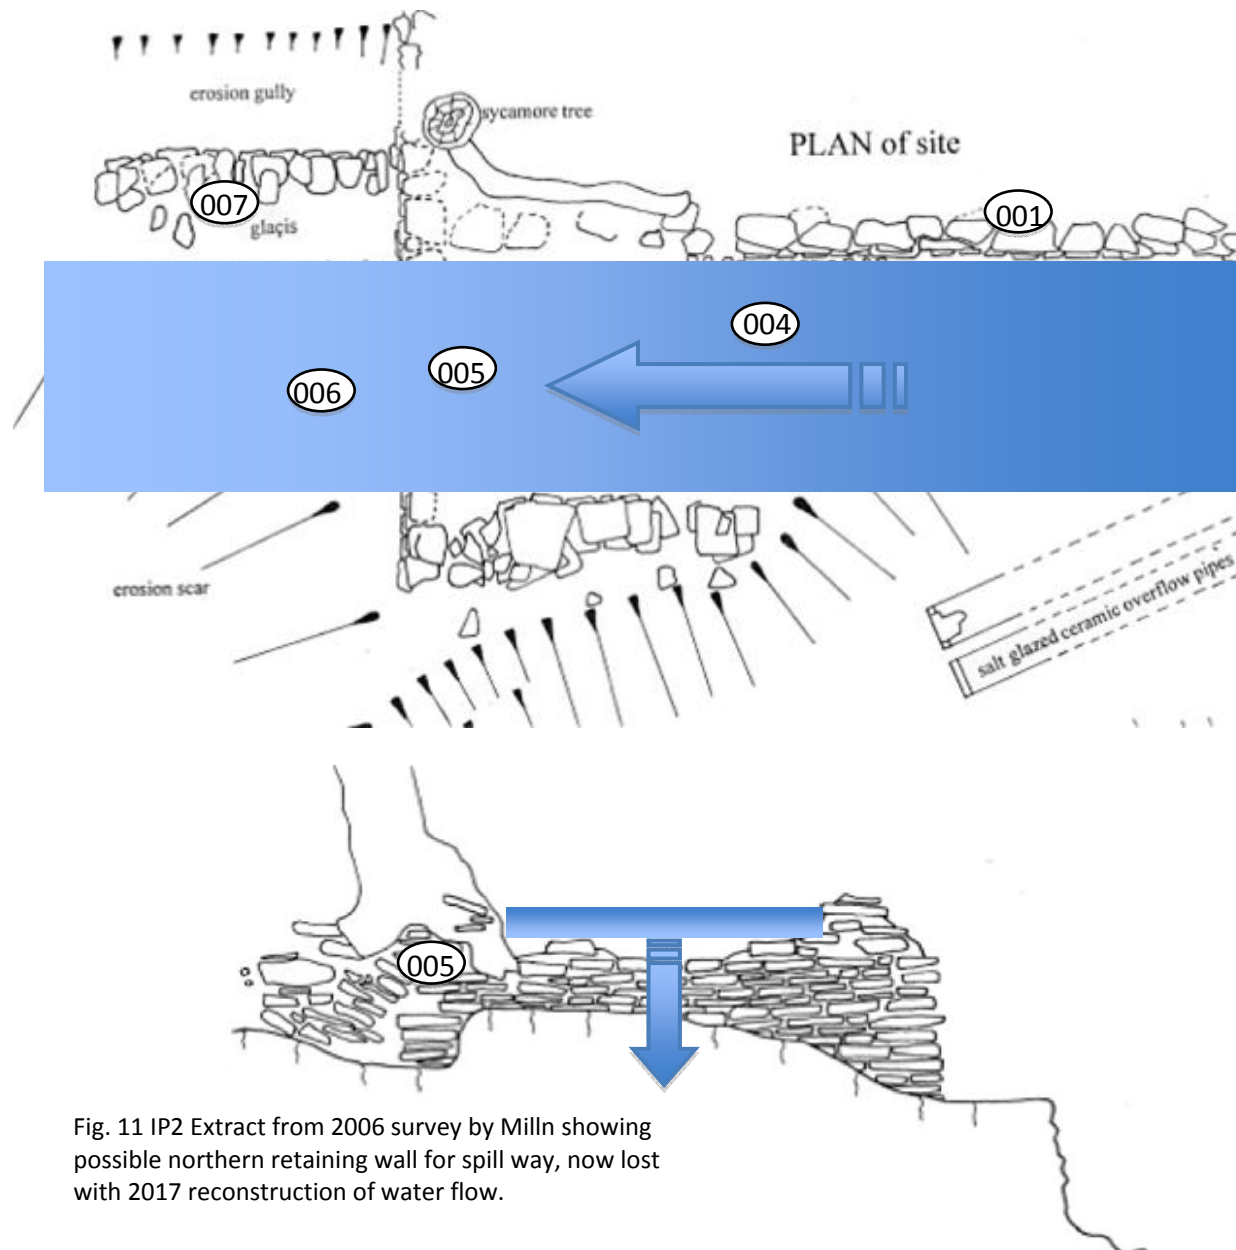 erosion gully
sycamore tree
PLAN of site
007
glaçis
001
004
005
006
erosion scar
salt glazed ceramic overflow pipes
005
Fig. 11 IP2 Extract from 2006 survey by Milln showing
possible northern retaining wall for spill way, now lost
with 2017 reconstruction of water flow.